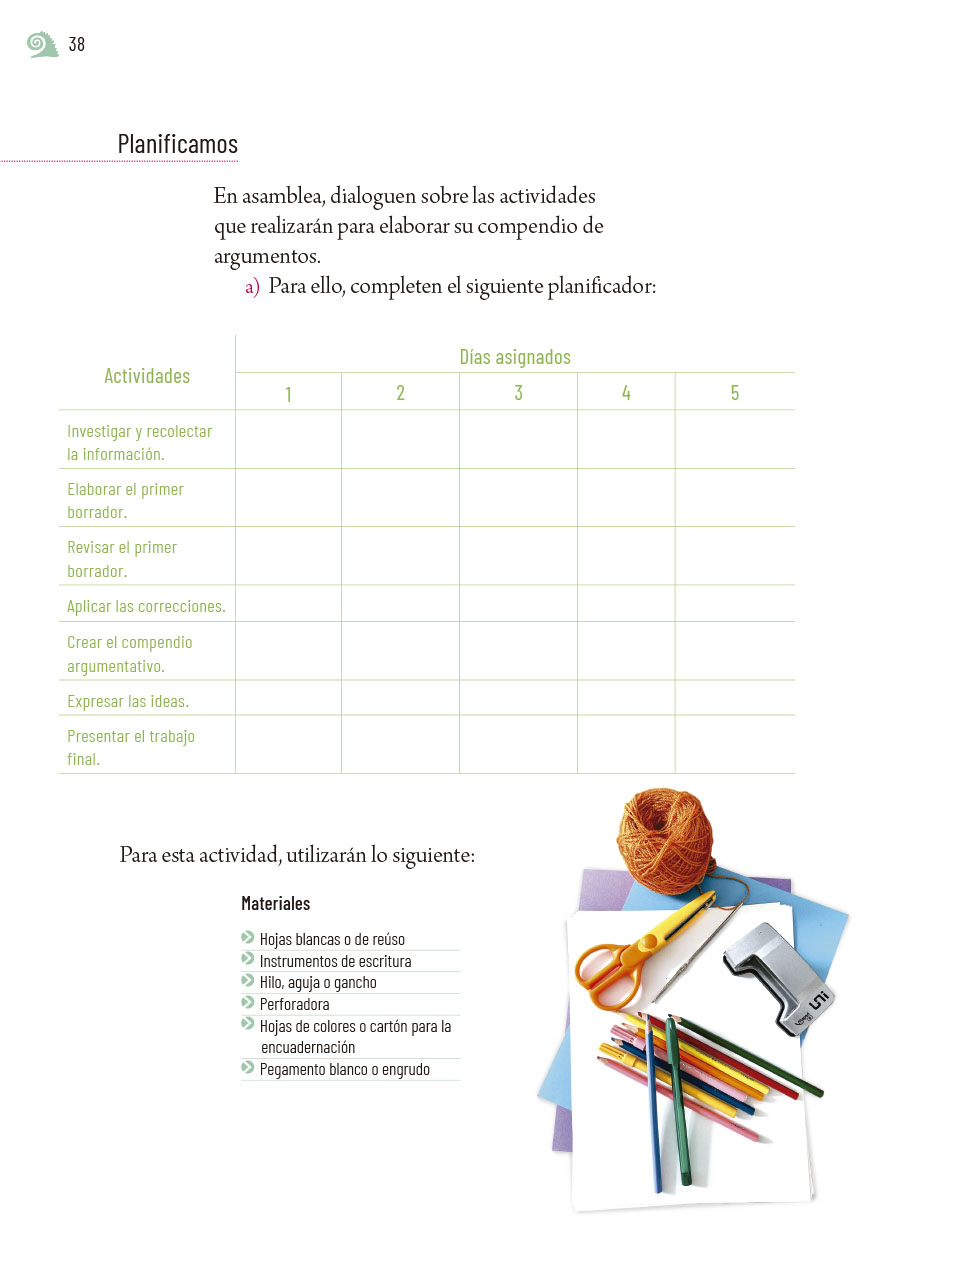 38
Planificamos
En asamblea, dialoguen sobre las actividades
que realizarán para elaborar su compendio de
argumentos.
a) Para ello, completen el siguiente planificador:
Actividades
Días asignados
1 2 3 4 5
Investigar y recolectar
la información.
Elaborar el primer
borrador.
Revisar el primer
borrador.
Aplicar las correcciones.
Crear el compendio
argumentativo.
Expresar las ideas.
Presentar el trabajo
final.
Para esta actividad, utilizarán lo siguiente:
Materiales
Hojas blancas o de reúso
Instrumentos de escritura
Hilo, aguja o gancho
Perforadora
Hojas de colores o cartón para la
encuadernación
Pegamento blanco o engrudo